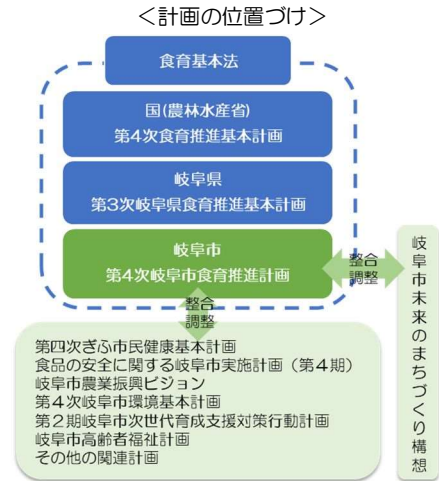 ＜計画の位置づけ＞
食育基本法
国(農林水産省)
第4次食育推進基本計画
岐阜県
第3次岐阜県食育推進基本計画
岐阜市
第4次岐阜市食育推進計画
整合
調整
岐阜市未来のまちづくり構想
整合
調整
第四次ぎふ市民健康基本計画
食品の安全に関する岐阜市実施計画（第４期）
岐阜市農業振興ビジョン
第４次岐阜市環境基本計画
第２期岐阜市次世代育成支援対策行動計画
岐阜市高齢者福祉計画
その他の関連計画